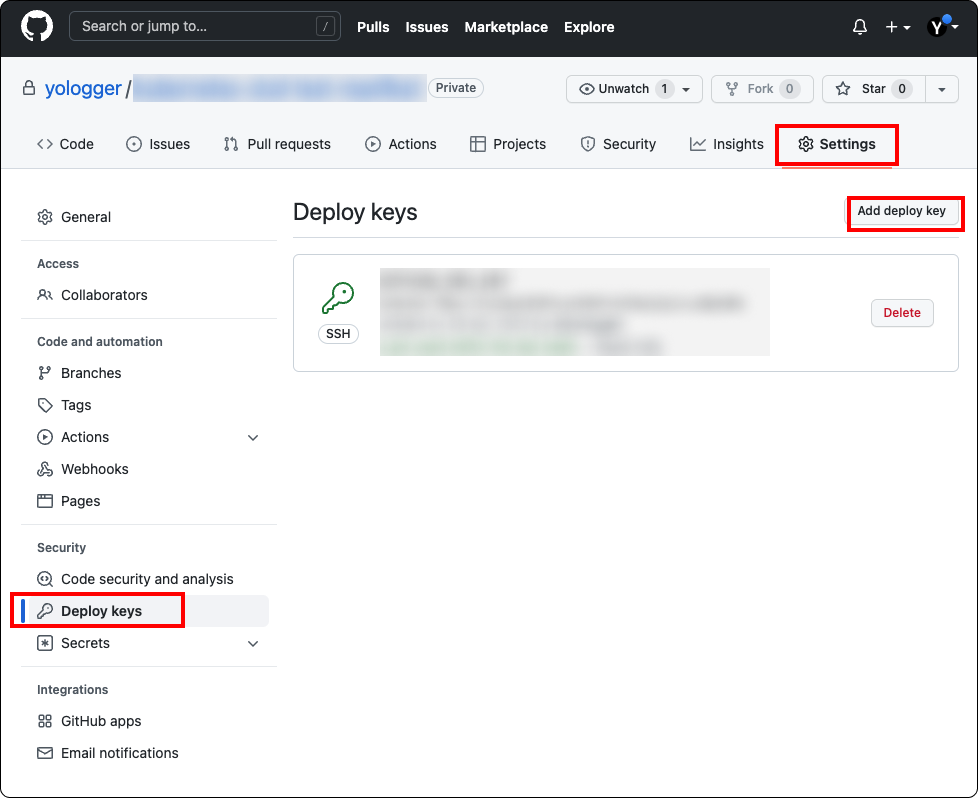 Search or jump to... / Pulls Issues Marketplace Explore
yologger / Private Unwatch 1 Fork 0 Star 0
Code Issues Pull requests Actions Projects Security Insights Settings
General
Access
Collaborators
Code and automation
Branches
Tags
Actions
Webhooks
Pages
Security
Code security and analysis
Deploy keys
Secrets
Integrations
GitHub apps
Email notifications
Deploy keys Add deploy key
SSH
Delete